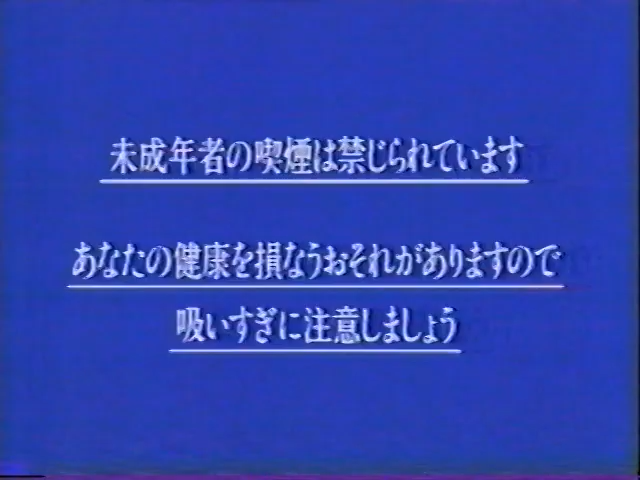 未成年者の喫煙は禁じられています
あなたの健康を損なうおそれがありますので
吸いすぎに注意しましょう